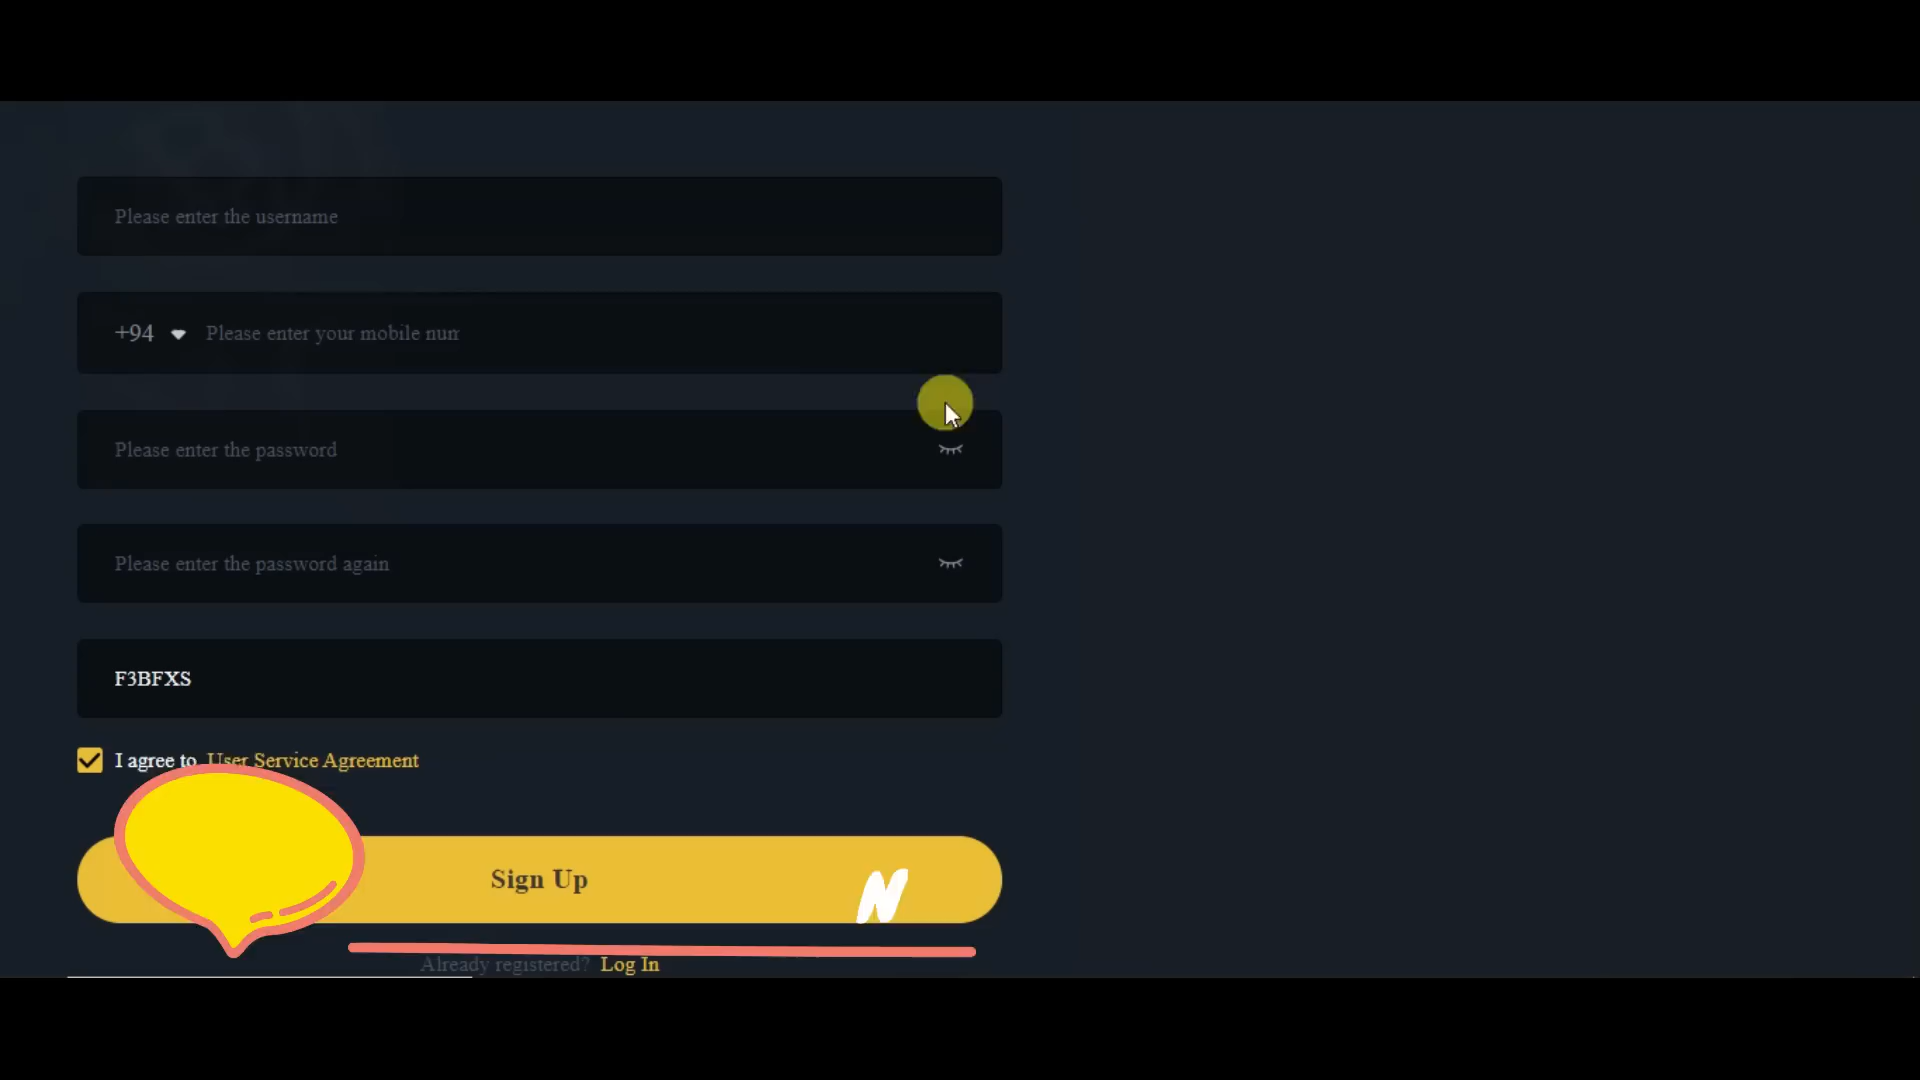 Please enter the username
+94 Please enter your mobile num
Please enter the password
Please enter the password again
F3BFXS
I agree to User Service Agreement
Sign Up
N
Already registered? Log In